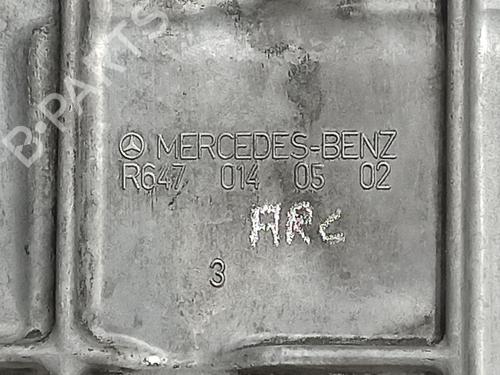 B-PARTS
MERCEDES-BENZ
R647 014 05 02
ARC
3